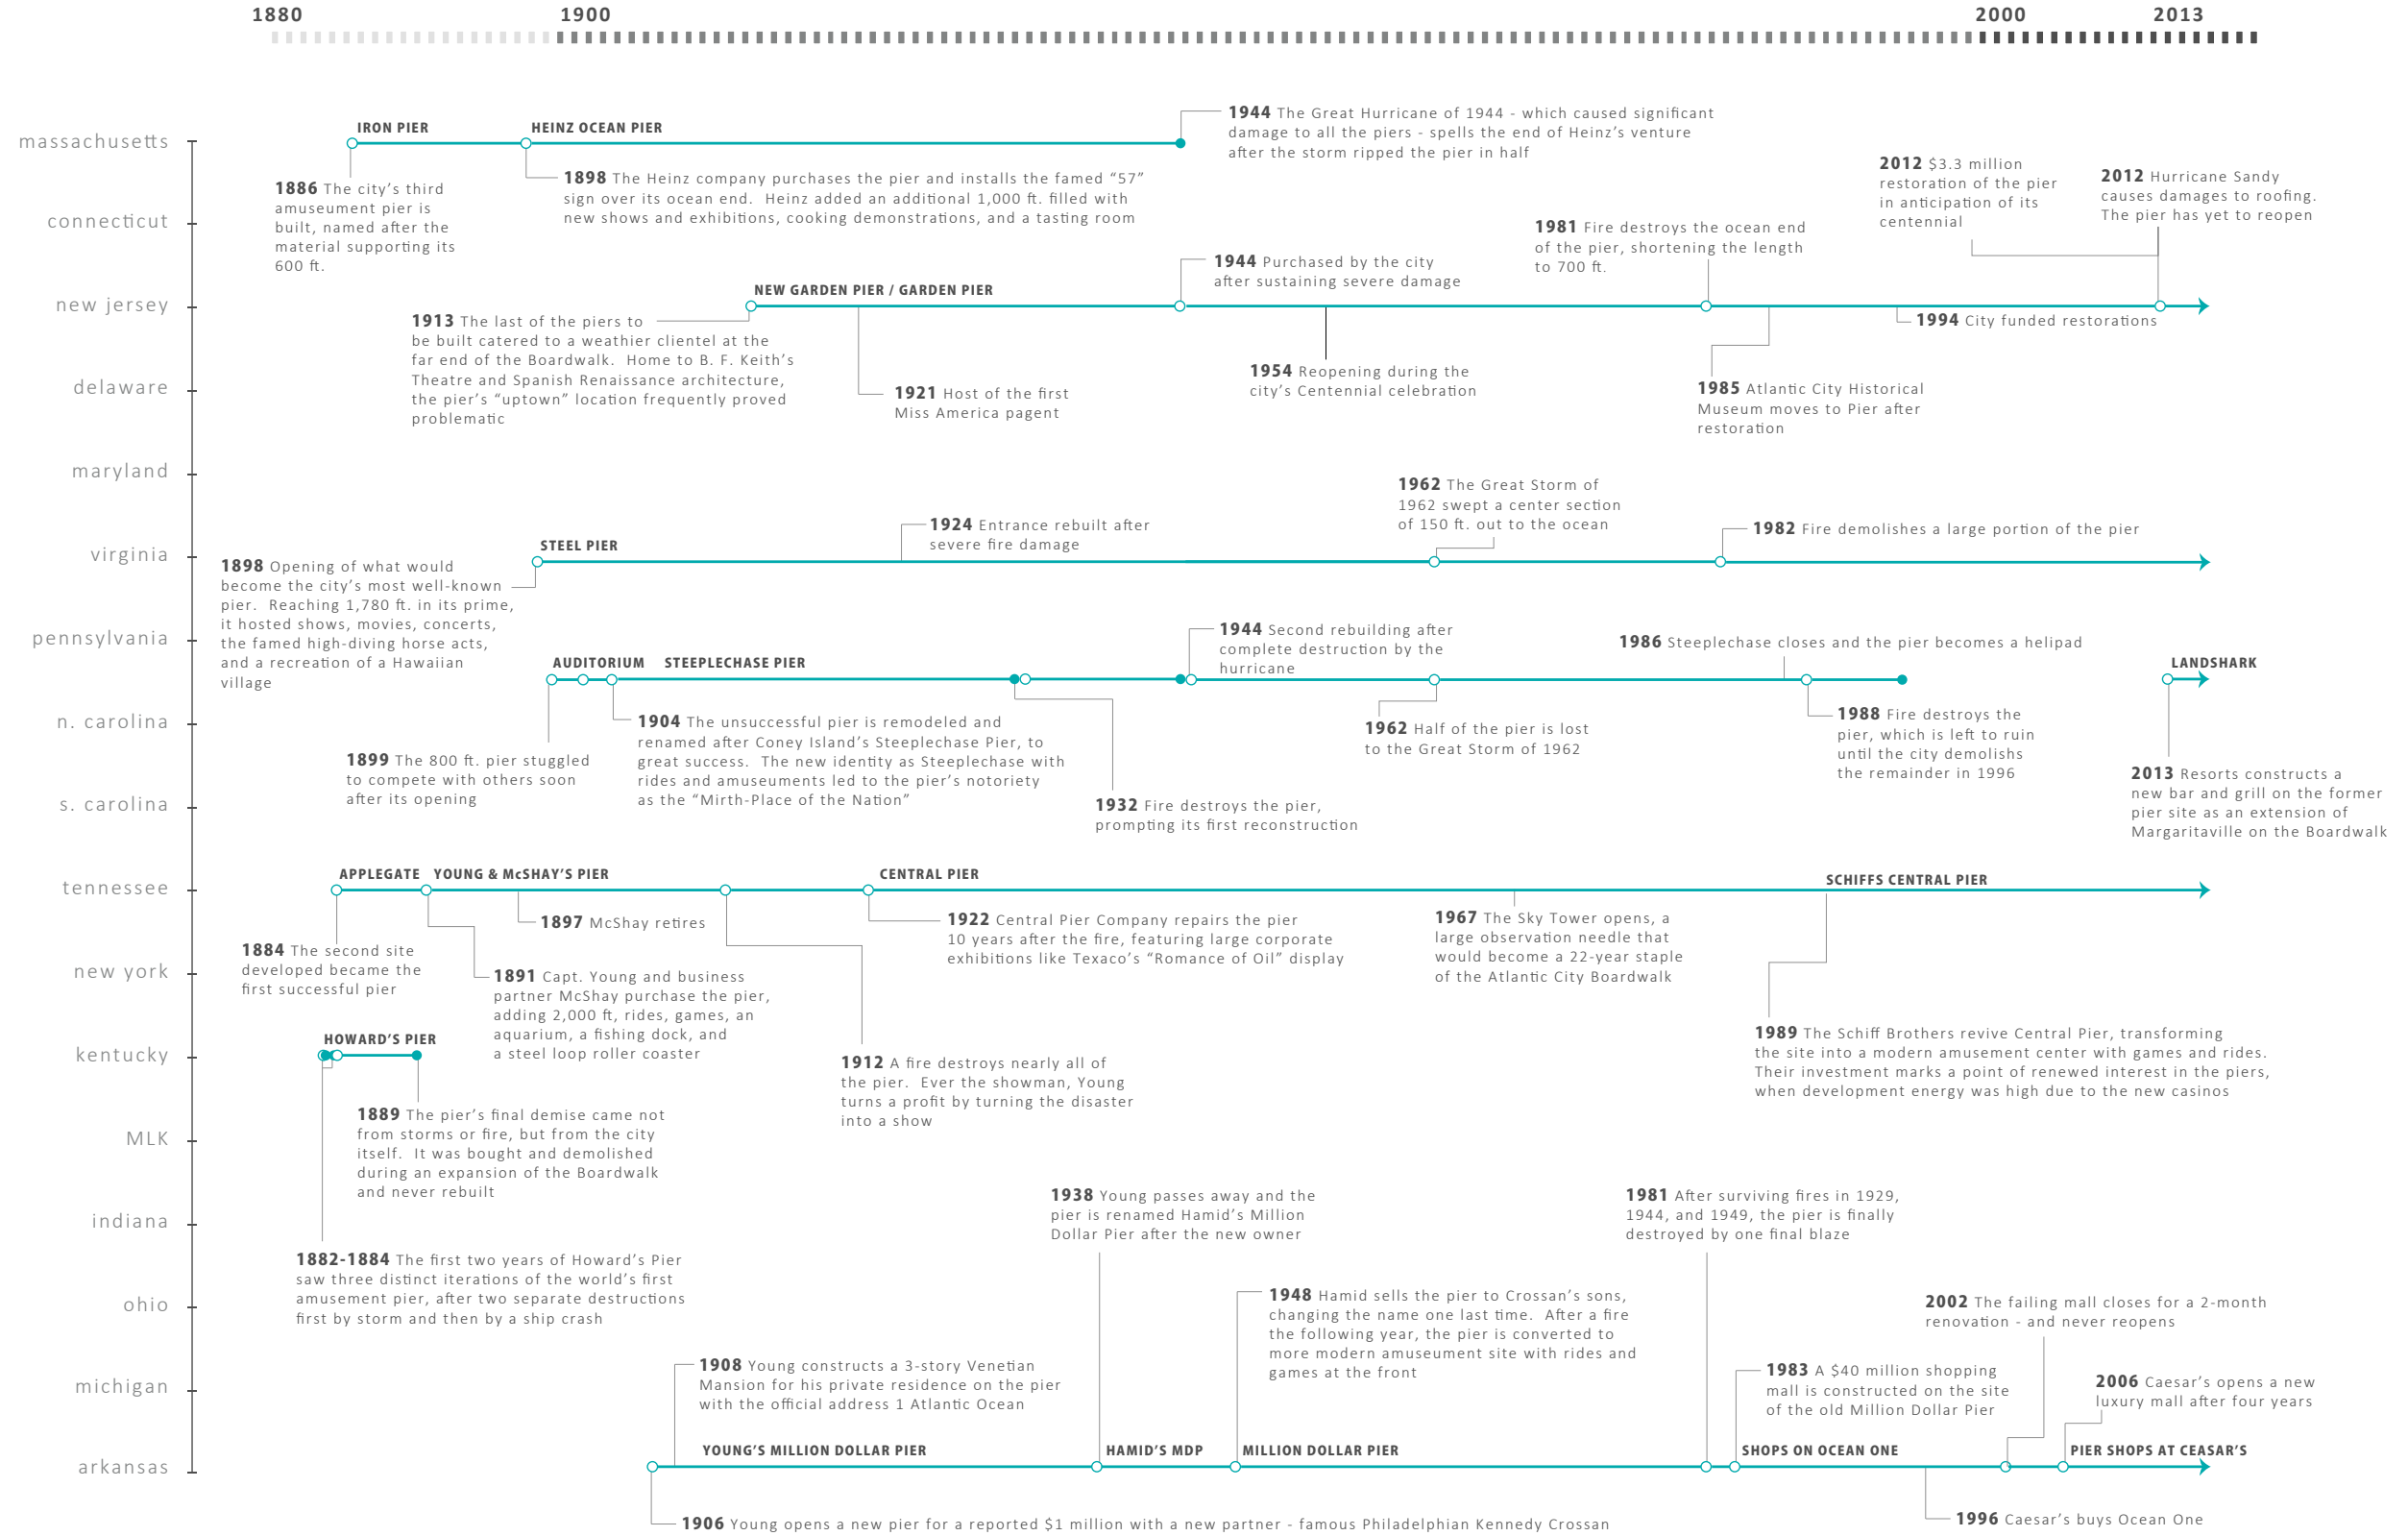 1880
1900
2000
2013
massachusetts
connecticut
new jersey
delaware
maryland
virginia
pennsylvania
n. carolina
s. carolina
tennessee
new york
kentucky
MLK
indiana
ohio
michigan
arkansas
IRON PIER
HEINZ OCEAN PIER
1886 The city's third
amuseument pier is
built, named after the
material supporting its
600 ft.
1898 The Heinz company purchases the pier and installs the famed “57”
sign over its ocean end.  Heinz added an additional 1,000 ft. filled with
new shows and exhibitions, cooking demonstrations, and a tasting room
1944 The Great Hurricane of 1944 - which caused significant
damage to all the piers - spells the end of Heinz's venture
after the storm ripped the pier in half
NEW GARDEN PIER / GARDEN PIER
1913 The last of the piers to
be built catered to a weathier clientel at the
far end of the Boardwalk.  Home to B. F. Keith's
Theatre and Spanish Renaissance architecture,
the pier's “uptown” location frequently proved
problematic
1921 Host of the first
Miss America pagent
1944 Purchased by the city
after sustaining severe damage
1954 Reopening during the
city's Centennial celebration
1981 Fire destroys the ocean end
of the pier, shortening the length
to 700 ft.
1985 Atlantic City Historical
Museum moves to Pier after
restoration
1994 City funded restorations
2012 $3.3 million
restoration of the pier
in anticipation of its
centennial
2012 Hurricane Sandy
causes damages to roofing.
The pier has yet to reopen
STEEL PIER
1898 Opening of what would
become the city's most well-known
pier.  Reaching 1,780 ft. in its prime,
it hosted shows, movies, concerts,
the famed high-diving horse acts,
and a recreation of a Hawaiian
village
1924 Entrance rebuilt after
severe fire damage
1962 The Great Storm of
1962 swept a center section
of 150 ft. out to the ocean
1982 Fire demolishes a large portion of the pier
AUDITORIUM
STEEPLECHASE PIER
LANDSHARK
1899 The 800 ft. pier stuggled
to compete with others soon
after its opening
1904 The unsuccessful pier is remodeled and
renamed after Coney Island's Steeplechase Pier, to
great success.  The new identity as Steeplechase with
rides and amuseuments led to the pier's notoriety
as the “Mirth-Place of the Nation”
1932 Fire destroys the pier,
prompting its first reconstruction
1944 Second rebuilding after
complete destruction by the
hurricane
1962 Half of the pier is lost
to the Great Storm of 1962
1986 Steeplechase closes and the pier becomes a helipad
1988 Fire destroys the
pier, which is left to ruin
until the city demolishs
the remainder in 1996
2013 Resorts constructs a
new bar and grill on the former
pier site as an extension of
Margaritaville on the Boardwalk
APPLEGATE
YOUNG & McSHAY'S PIER
CENTRAL PIER
SCHIFFS CENTRAL PIER
1884 The second site
developed became the
first successful pier
1891 Capt. Young and business
partner McShay purchase the pier,
adding 2,000 ft, rides, games, an
aquarium, a fishing dock, and
a steel loop roller coaster
1897 McShay retires
1912 A fire destroys nearly all of
the pier.  Ever the showman, Young
turns a profit by turning the disaster
into a show
1922 Central Pier Company repairs the pier
10 years after the fire, featuring large corporate
exhibitions like Texaco's “Romance of Oil” display
1967 The Sky Tower opens, a
large observation needle that
would become a 22-year staple
of the Atlantic City Boardwalk
1989 The Schiff Brothers revive Central Pier, transforming
the site into a modern amusement center with games and rides.
Their investment marks a point of renewed interest in the piers,
when development energy was high due to the new casinos
HOWARD'S PIER
1889 The pier's final demise came not
from storms or fire, but from the city
itself.  It was bought and demolished
during an expansion of the Boardwalk
and never rebuilt
1882-1884 The first two years of Howard's Pier
saw three distinct iterations of the world's first
amusement pier, after two separate destructions
first by storm and then by a ship crash
YOUNG'S MILLION DOLLAR PIER
HAMID'S MDP
MILLION DOLLAR PIER
SHOPS ON OCEAN ONE
PIER SHOPS AT CEASAR'S
1906 Young opens a new pier for a reported $1 million with a new partner - famous Philadelphian Kennedy Crossan
1908 Young constructs a 3-story Venetian
Mansion for his private residence on the pier
with the official address 1 Atlantic Ocean
1938 Young passes away and the
pier is renamed Hamid's Million
Dollar Pier after the new owner
1948 Hamid sells the pier to Crossan's sons,
changing the name one last time.  After a fire
the following year, the pier is converted to
more modern amuseument site with rides and
games at the front
1981 After surviving fires in 1929,
1944, and 1949, the pier is finally
destroyed by one final blaze
1983 A $40 million shopping
mall is constructed on the site
of the old Million Dollar Pier
1996 Caesar's buys Ocean One
2002 The failing mall closes for a 2-month
renovation - and never reopens
2006 Caesar's opens a new
luxury mall after four years